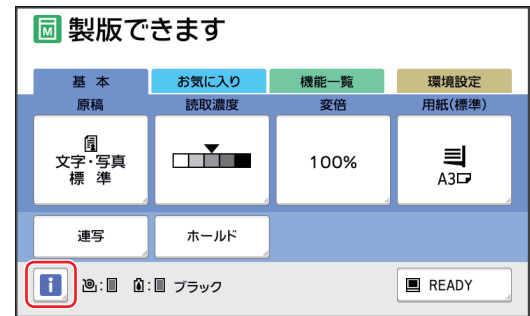 M 製版できます
基本 お気に入り 機能一覧 環境設定
原稿 読取濃度 変倍 用紙(標準)
文字・写真
標準
100%
A3
連写 ホールド
i : : ブラック READY